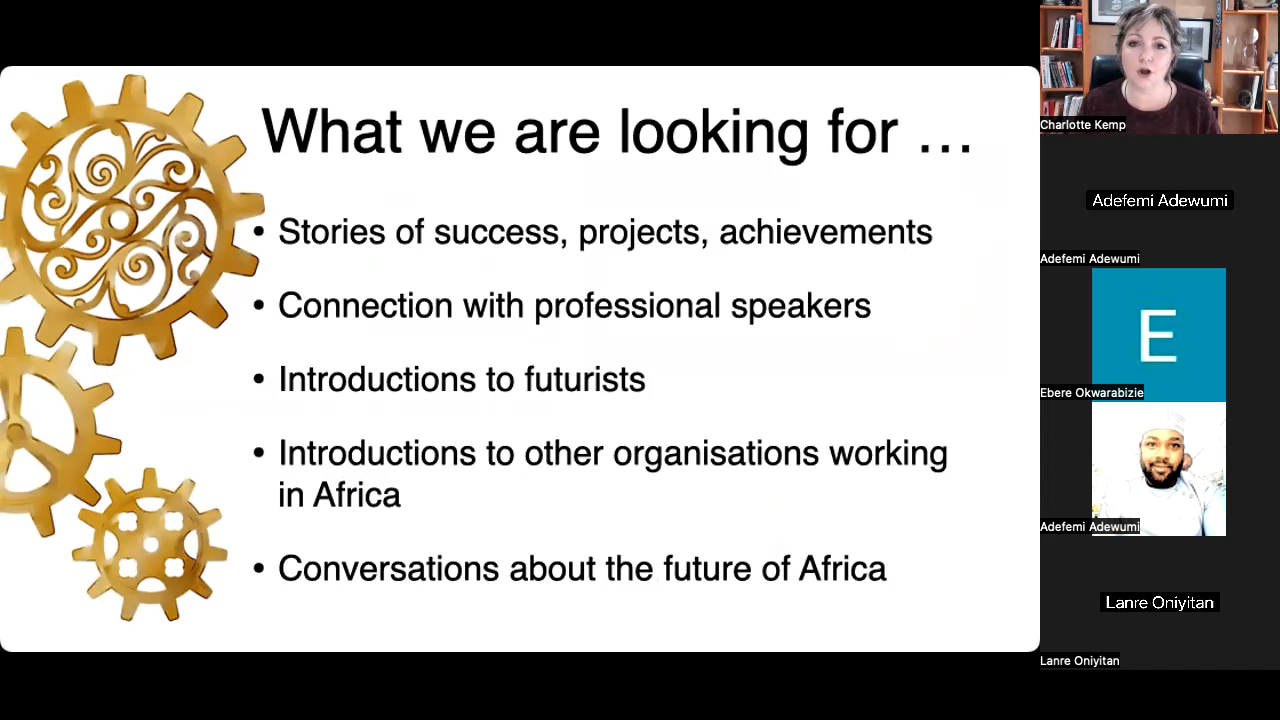 What we are looking for ...
• Stories of success, projects, achievements
• Connection with professional speakers
• Introductions to futurists
• Introductions to other organisations working
in Africa
• Conversations about the future of Africa
Charlotte Kemp
Adefemi Adewumi
Adefemi Adewumi
E
Ebere Okwarabizie
Adefemi Adewumi
Lanre Oniyitan
Lanre Oniyitan